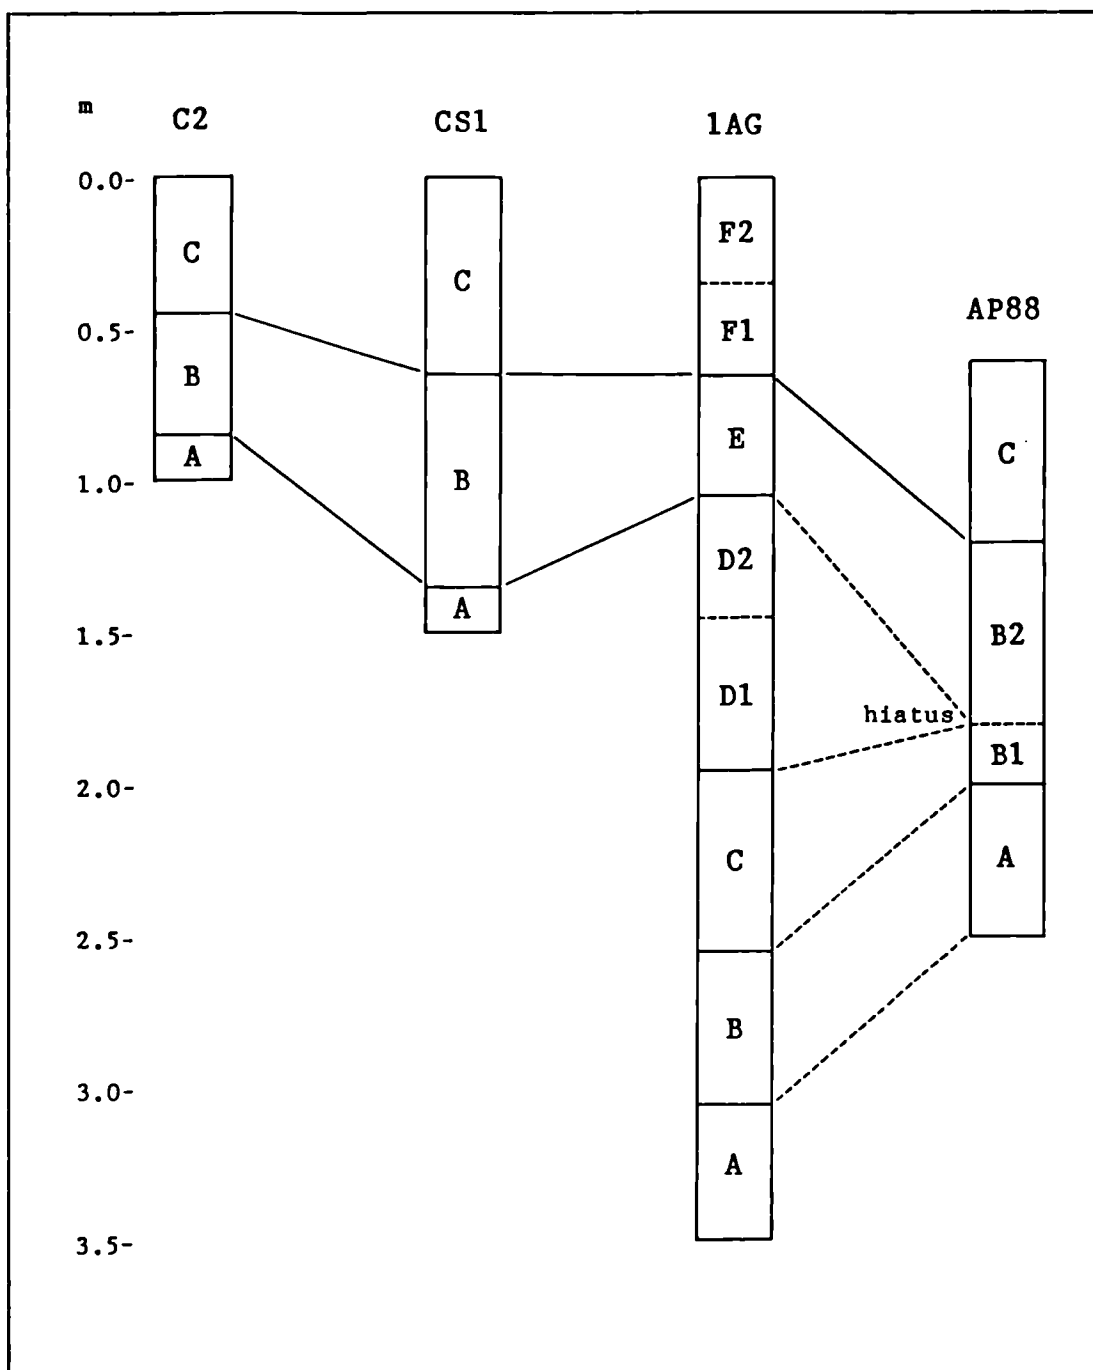 m
C2
CS1
1AG
0.0-
F2
C
C
0.5-
F1
AP88
B
E
A
C
1.0-
B
D2
A
1.5-
B2
D1
hiatus
B1
2.0-
C
A
2.5-
B
3.0-
A
3.5-